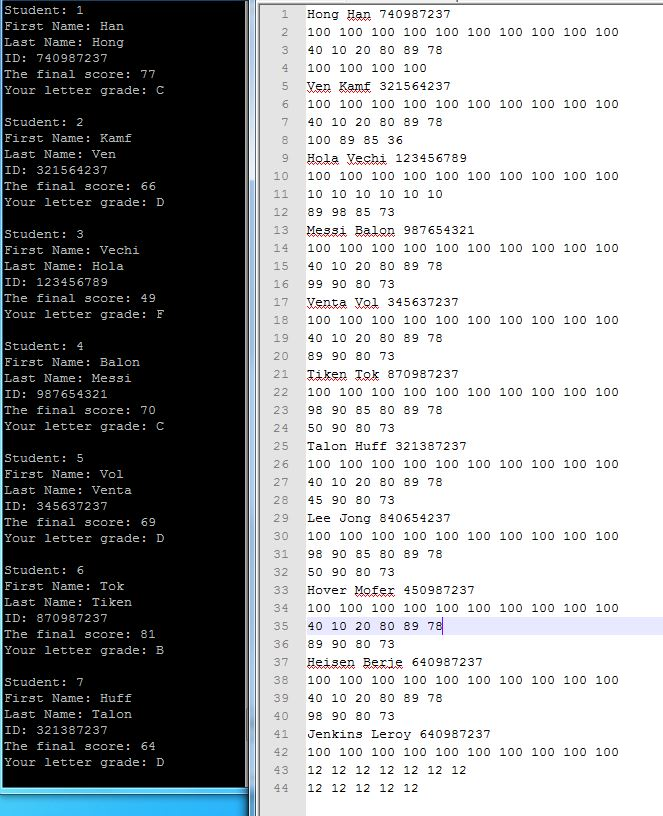 Student: 1
First Name: Han
Last Name: Hong
ID: 740987237
The final score: 77
Your letter grade: C
Student: 2
First Name: Kamf
Last Name: Ven
ID: 321564237
The final score: 66
Your letter grade: D
Student: 3
First Name: Vechi
Last Name: Hola
ID: 123456789
The final score: 49
Your letter grade: F
Student: 4
First Name: Balon
Last Name: Messi
ID: 987654321
The final score: 70
Your letter grade: C
Student: 5
First Name: Vol
Last Name: Venta
ID: 345637237
The final score: 69
Your letter grade: D
Student: 6
First Name: Tok
Last Name: Tiken
ID: 870987237
The final score: 81
Your letter grade: B
Student: 7
First Name: Huff
Last Name: Talon
ID: 321387237
The final score: 64
Your letter grade: D
1 Hong Han 740987237
2 100 100 100 100 100 100 100 100 100 100
3 40 10 20 80 89 78
4 100 100 100 100
5 Ven Kamf 321564237
6 100 100 100 100 100 100 100 100 100 100
7 40 10 20 80 89 78
8 100 89 85 36
9 Hola Vechi 123456789
10 100 100 100 100 100 100 100 100 100 100
11 10 10 10 10 10 10
12 89 98 85 73
13 Messi Balon 987654321
14 100 100 100 100 100 100 100 100 100 100
15 40 10 20 80 89 78
16 99 90 80 73
17 Venta Vol 345637237
18 100 100 100 100 100 100 100 100 100 100
19 40 10 20 80 89 78
20 89 90 80 73
21 Tiken Tok 870987237
22 100 100 100 100 100 100 100 100 100 100
23 98 90 85 80 89 78
24 50 90 80 73
25 Talon Huff 321387237
26 100 100 100 100 100 100 100 100 100 100
27 40 10 20 80 89 78
28 45 90 80 73
29 Lee Jong 840654237
30 100 100 100 100 100 100 100 100 100 100
31 98 90 85 80 89 78
32 50 90 80 73
33 Hover Mofer 450987237
34 100 100 100 100 100 100 100 100 100 100
35 40 10 20 80 89 78
36 89 90 80 73
37 Heisen Berje 640987237
38 100 100 100 100 100 100 100 100 100 100
39 40 10 20 80 89 78
40 98 90 80 73
41 Jenkins Leroy 640987237
42 100 100 100 100 100 100 100 100 100 100
43 12 12 12 12 12 12 12
44 12 12 12 12 12